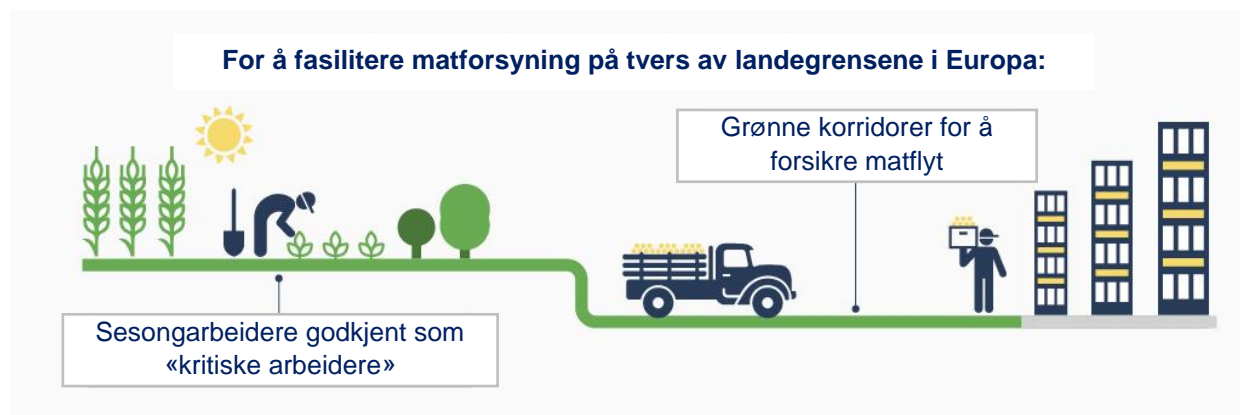 For å fasilitere matforsyning på tvers av landegrensene i Europa:
Grønne korridorer for å
forsikre matflyt
Sesongarbeidere godkjent som
«kritiske arbeidere»